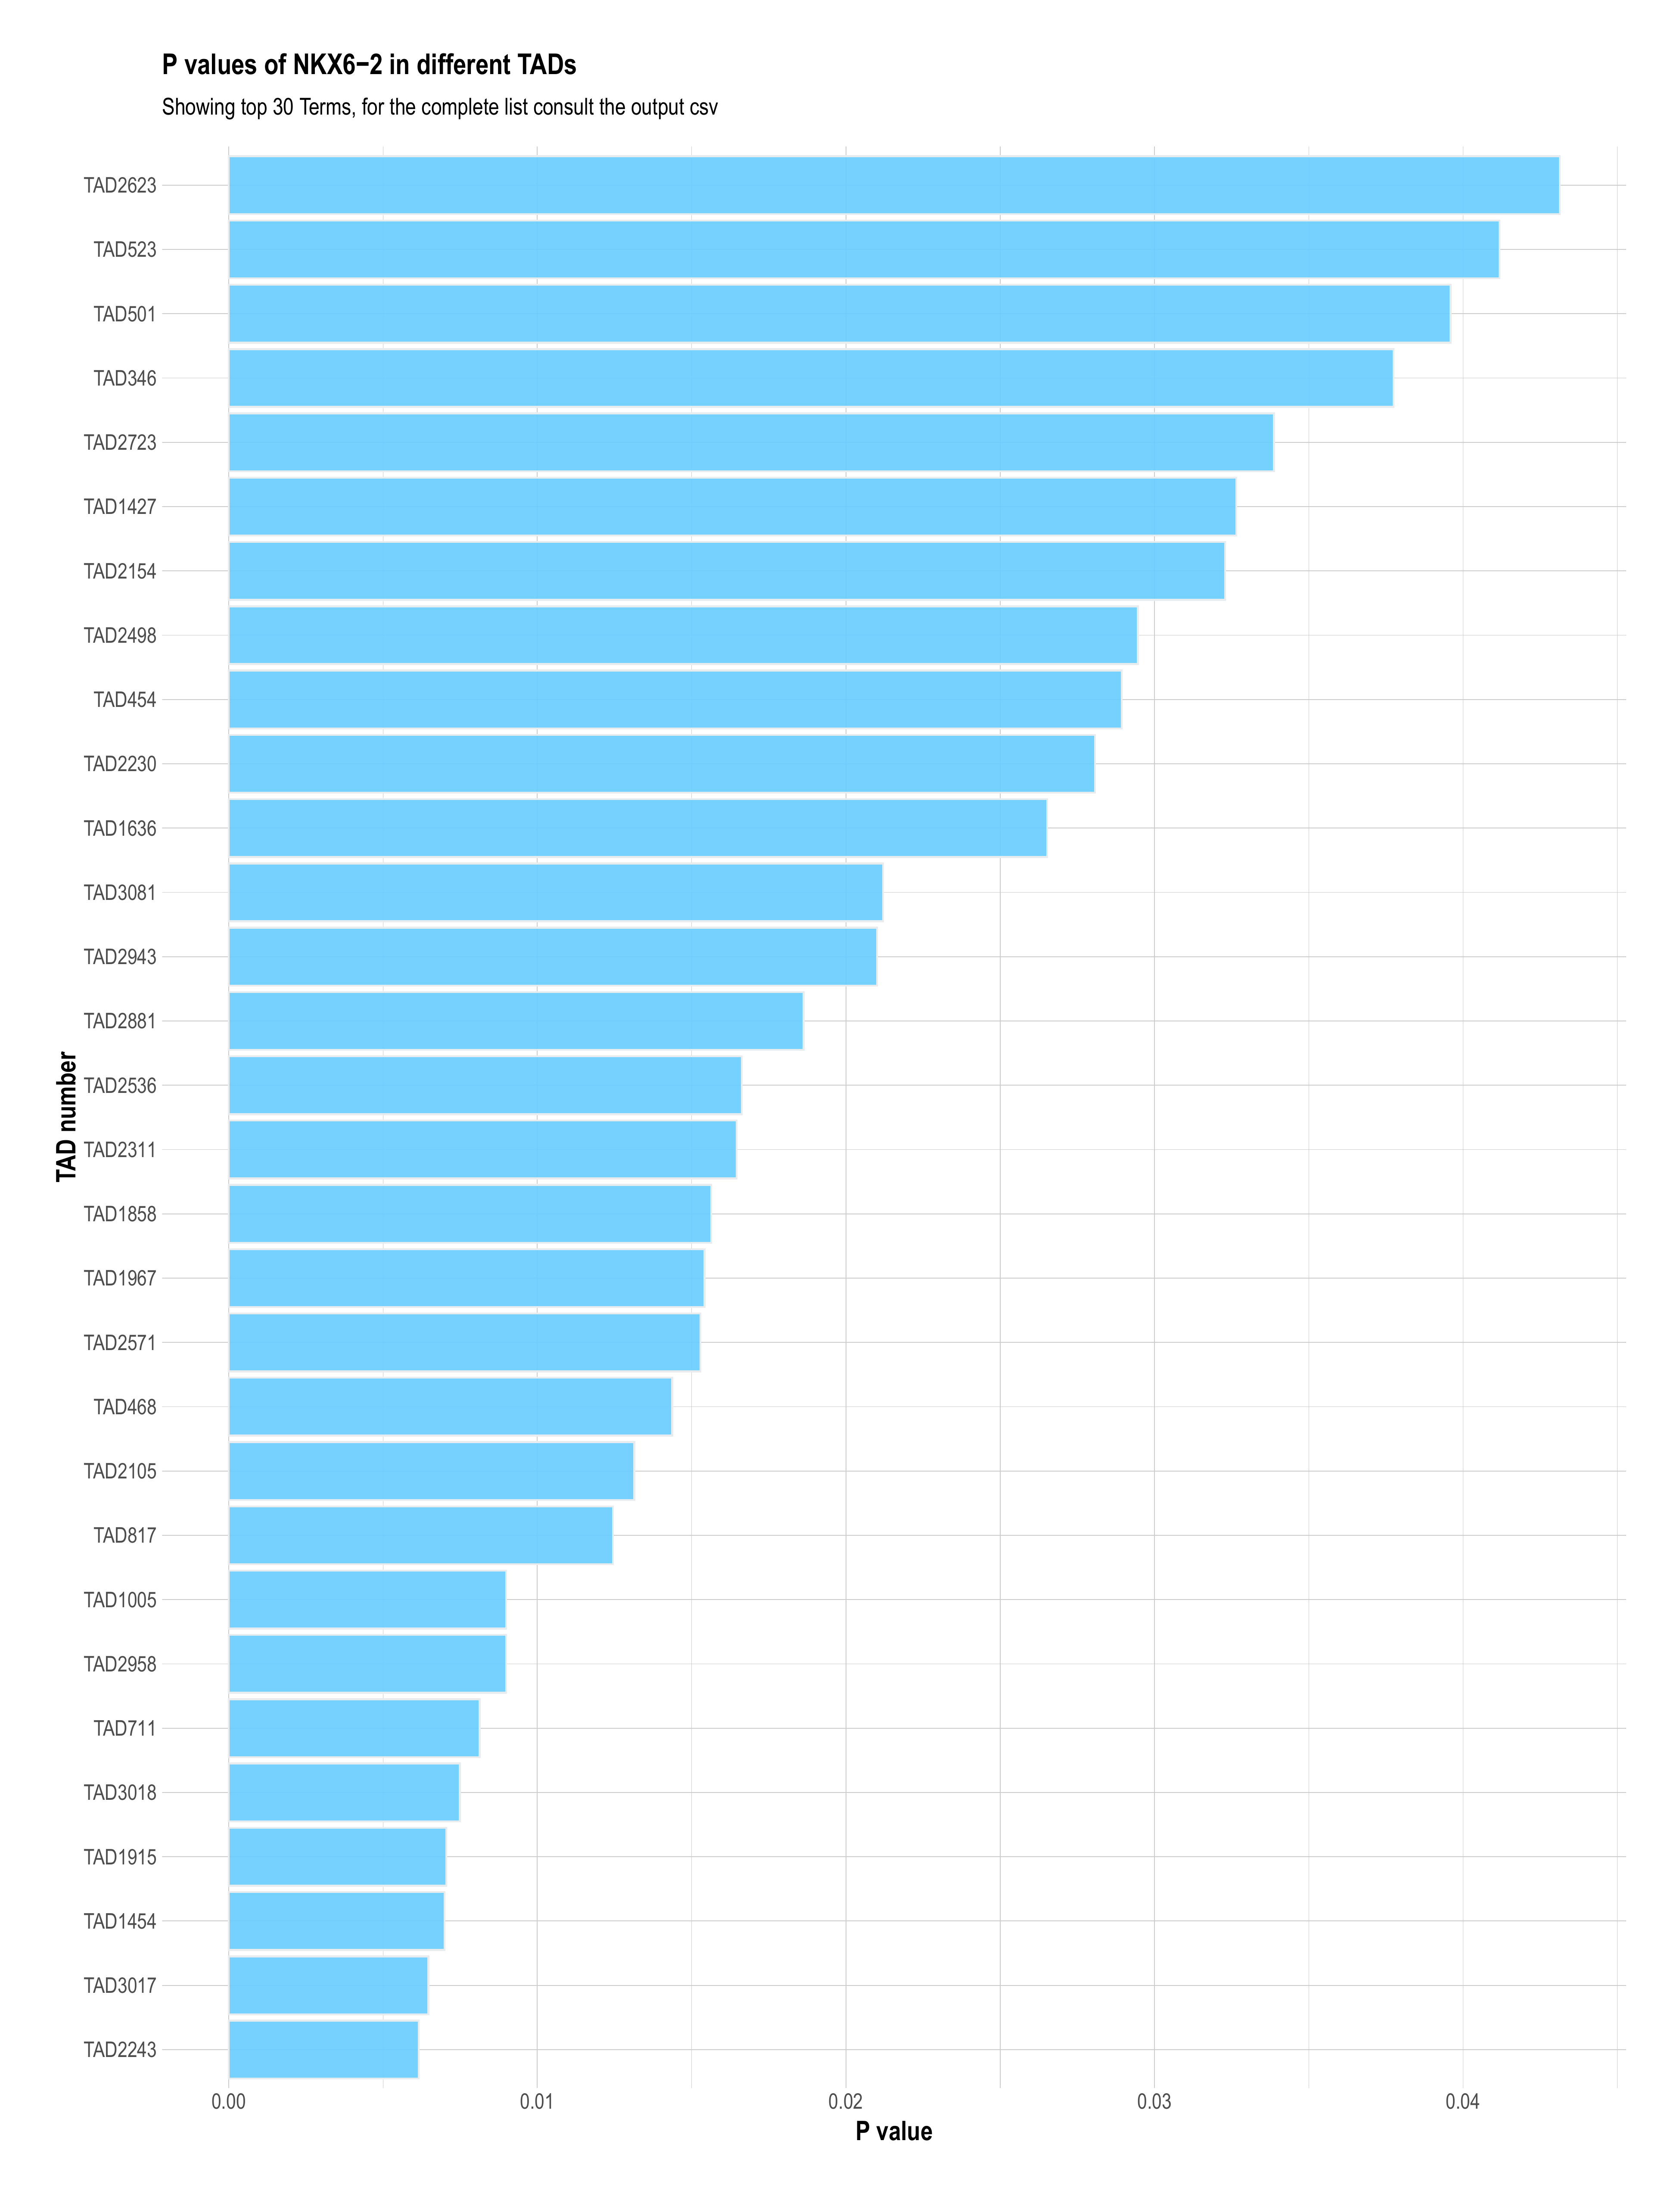 P values of NKX6−2 in different TADs
Showing top 30 Terms, for the complete list consult the output csv
TAD number
TAD2623
TAD523
TAD501
TAD346
TAD2723
TAD1427
TAD2154
TAD2498
TAD454
TAD2230
TAD1636
TAD3081
TAD2943
TAD2881
TAD2536
TAD2311
TAD1858
TAD1967
TAD2571
TAD468
TAD2105
TAD817
TAD1005
TAD2958
TAD711
TAD3018
TAD1915
TAD1454
TAD3017
TAD2243
0.00 0.01 0.02 0.03 0.04
P value